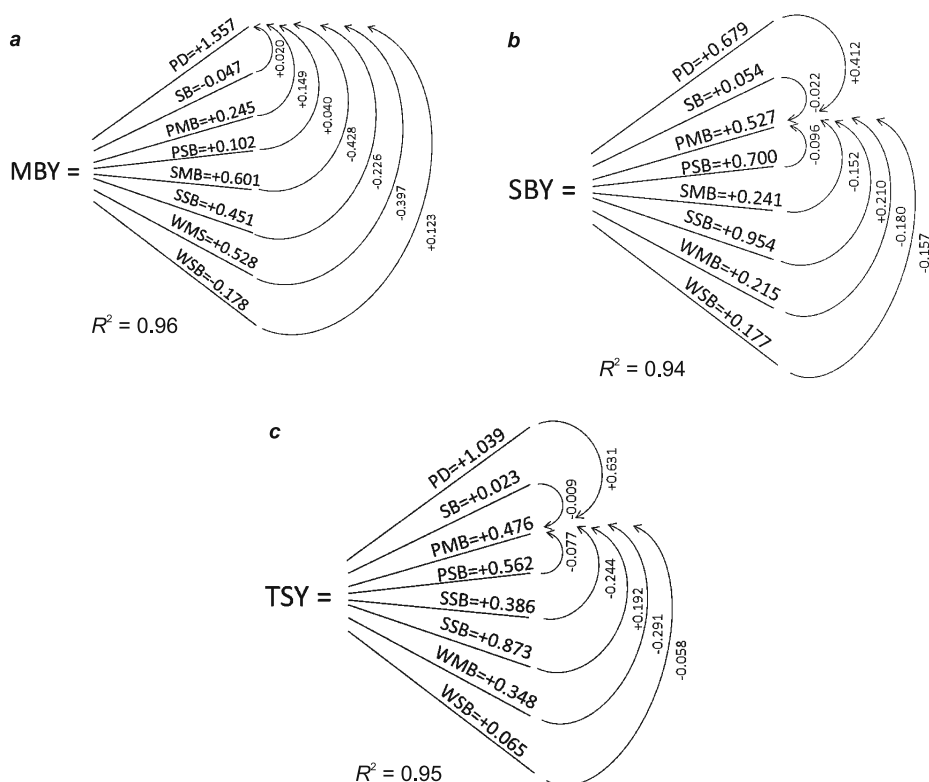 a
PD=+1.557
SB=-0.047
PMB=+0.245
PSB=+0.102
SMB=+0.601
SSB=+0.451
WMS=+0.528
WSB=-0.178
MBY =
+0.020
+0.149
+0.040
-0.428
-0.226
-0.397
+0.123
R² = 0.96
b
PD=+0.679
SB=+0.054
PMB=+0.527
PSB=+0.700
SMB=+0.241
SSB=+0.954
WMB=+0.215
WSB=+0.177
SBY =
+0.412
-0.022
-0.096
-0.152
+0.210
-0.180
-0.157
R² = 0.94
c
PD=+1.039
SB=+0.023
PMB=+0.476
PSB=+0.562
SSB=+0.386
SSB=+0.873
WMB=+0.348
WSB=+0.065
TSY =
+0.631
-0.009
-0.077
-0.244
+0.192
-0.291
-0.058
R² = 0.95